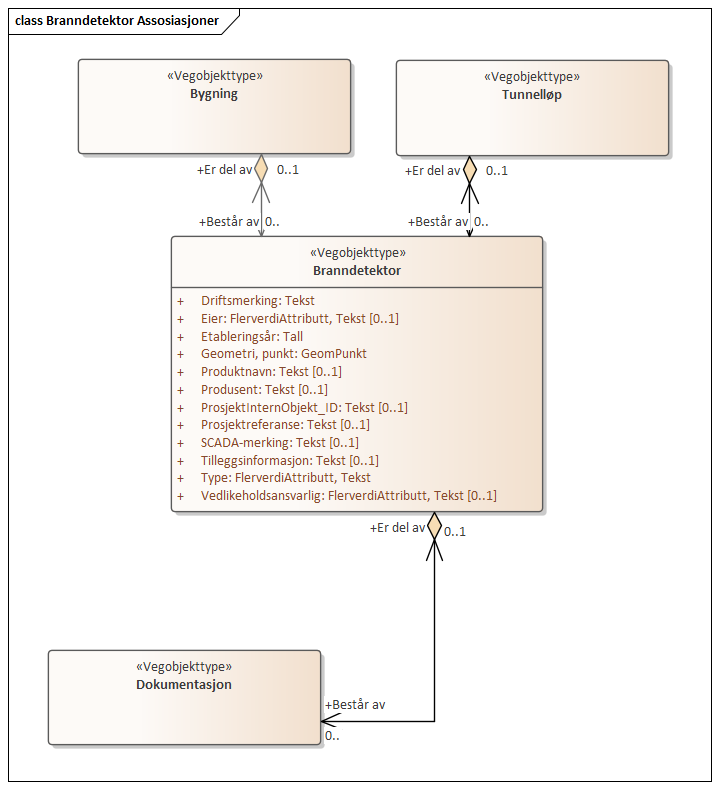 class Branndetektor Assosiasjoner
«Vegobjekttype»
Bygning
«Vegobjekttype»
Tunnelløp
+Er del av 0..1
+Er del av 0..1
+Består av 0..
+Består av 0..
«Vegobjekttype»
Branndetektor
+ Driftsmerking: Tekst
+ Eier: FlerverdiAttributt, Tekst [0..1]
+ Etableringsår: Tall
+ Geometri, punkt: GeomPunkt
+ Produktnavn: Tekst [0..1]
+ Produsent: Tekst [0..1]
+ ProsjektInternObjekt_ID: Tekst [0..1]
+ Prosjektreferanse: Tekst [0..1]
+ SCADA-merking: Tekst [0..1]
+ Tilleggsinformasjon: Tekst [0..1]
+ Type: FlerverdiAttributt, Tekst
+ Vedlikeholdsansvarlig: FlerverdiAttributt, Tekst [0..1]
+Er del av 0..1
«Vegobjekttype»
Dokumentasjon
+Består av
0..